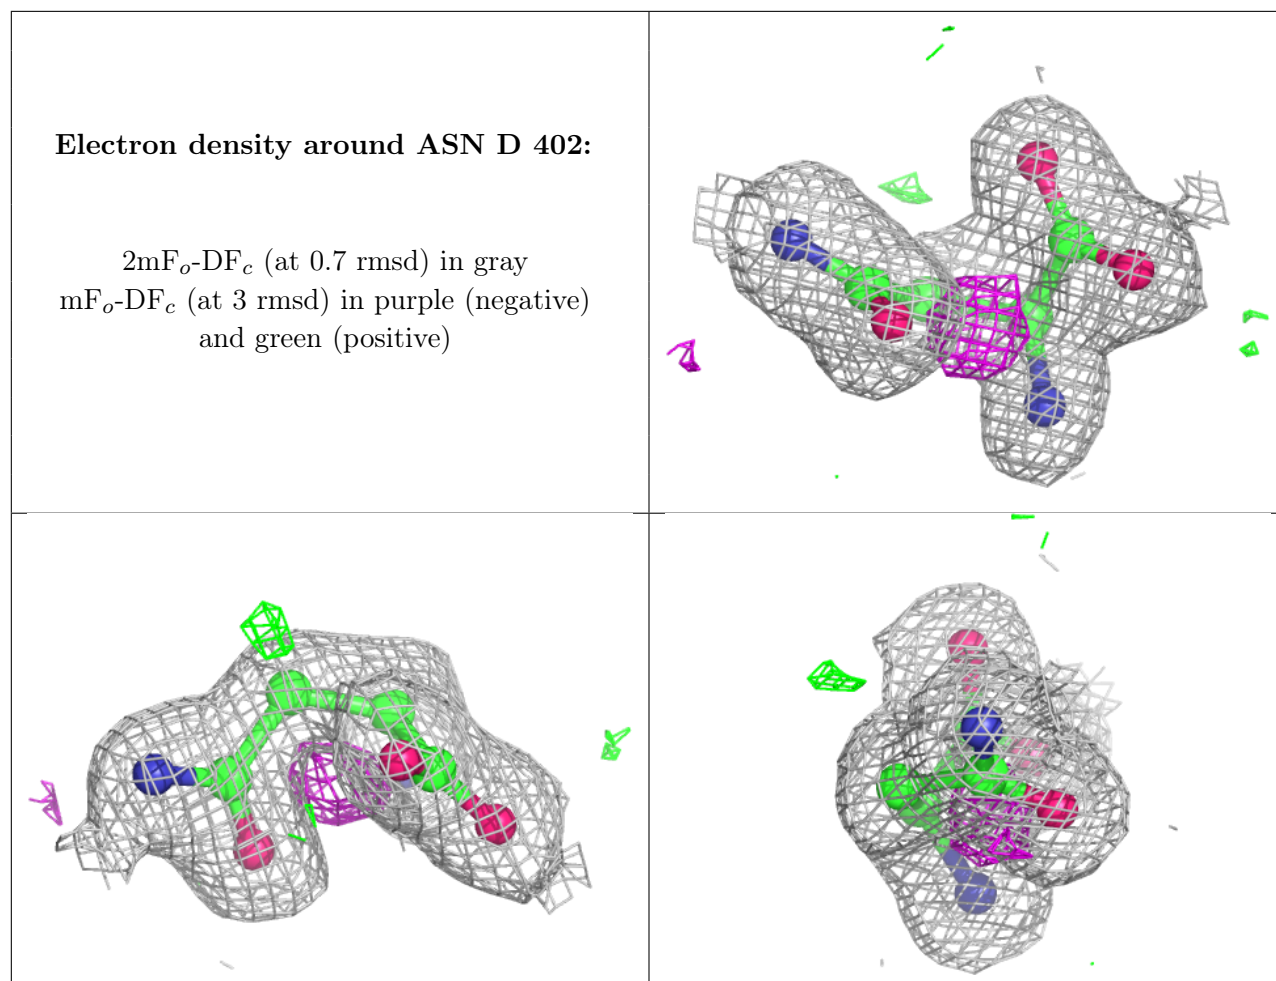 Electron density around ASN D 402:
2mFo-DFc (at 0.7 rmsd) in gray
mFo-DFc (at 3 rmsd) in purple (negative)
and green (positive)